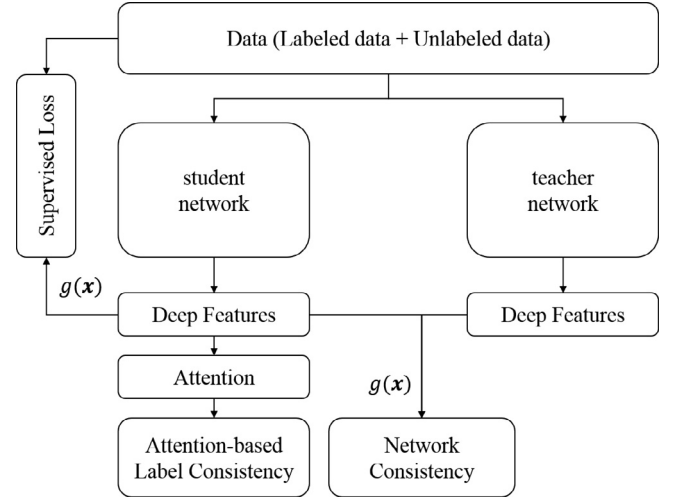 Data (Labeled data + Unlabeled data)
Supervised Loss
student
network
teacher
network
g(x)
Deep Features
Deep Features
Attention
g(x)
Attention-based
Label Consistency
Network
Consistency